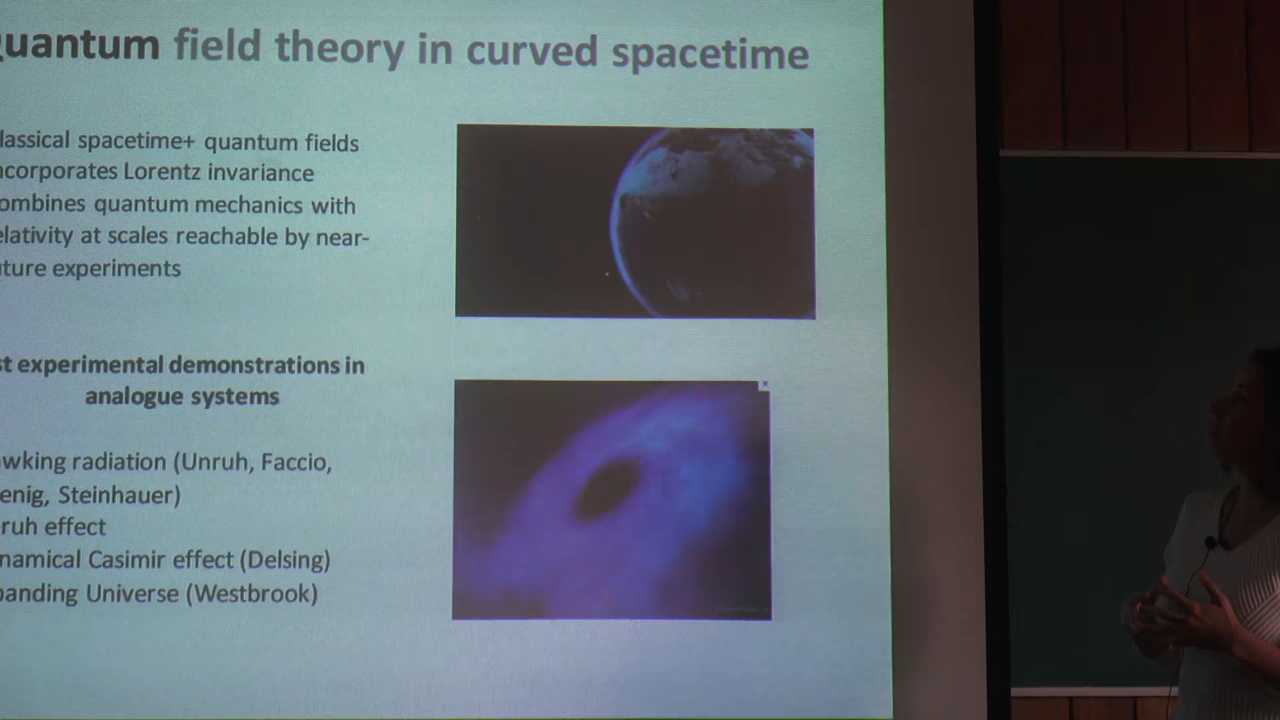 quantum field theory in curved spacetime
lassical spacetime+ quantum fields
ncorporates Lorentz invariance
ombines quantum mechanics with
elativity at scales reachable by near-
uture experiments
st experimental demonstrations in
analogue systems
wking radiation (Unruh, Faccio,
enig, Steinhauer)
ruh effect
namical Casimir effect (Delsing)
panding Universe (Westbrook)